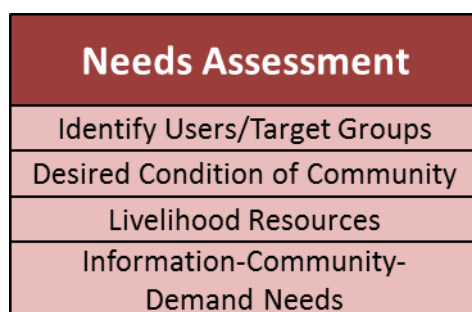 Needs Assessment
Identify Users/Target Groups
Desired Condition of Community
Livelihood Resources
Information-Community-
Demand Needs